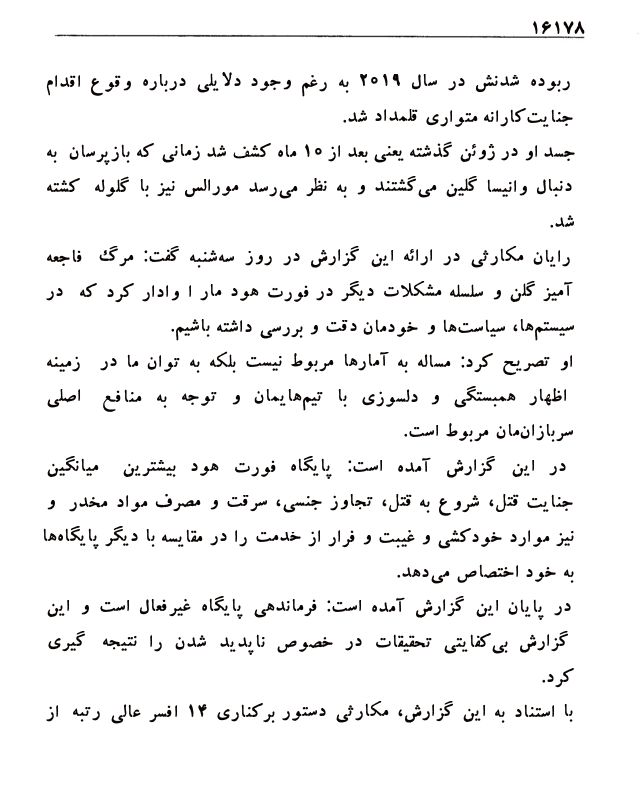 ۱۶۱۷۸
ربوده شدنش در سال ۲۰۱۹ به رغم وجود دلایلی درباره وقوع اقدام
جنایت‌کارانه متواری قلمداد شد.
جسد او در ژوئن گذشته یعنی بعد از ۱۰ ماه کشف شد زمانی که بازپرسان به
دنبال وانیسا گلین می‌گشتند و به نظر می‌رسد مورالس نیز با گلوله کشته
شد.
رایان مکارثی در ارائه این گزارش در روز سه‌شنبه گفت: مرگ فاجعه
آمیز گلن و سلسله مشکلات دیگر در فورت هود مار ا وادار کرد که در
سیستم‌ها، سیاست‌ها و خودمان دقت و بررسی داشته باشیم.
او تصریح کرد: مساله به آمارها مربوط نیست بلکه به توان ما در زمینه
اظهار همبستگی و دلسوزی با تیم‌هایمان و توجه به منافع اصلی
سربازان‌مان مربوط است.
در این گزارش آمده است: پایگاه فورت هود بیشترین میانگین
جنایت قتل، شروع به قتل، تجاوز جنسی، سرقت و مصرف مواد مخدر و
نیز موارد خودکشی و غیبت و فرار از خدمت را در مقایسه با دیگر پایگاه‌ها
به خود اختصاص می‌دهد.
در پایان این گزارش آمده است: فرماندهی پایگاه غیرفعال است و این
گزارش بی‌کفایتی تحقیقات در خصوص ناپدید شدن را نتیجه گیری
کرد.
با استناد به این گزارش، مکارثی دستور برکناری ۱۴ افسر عالی رتبه از